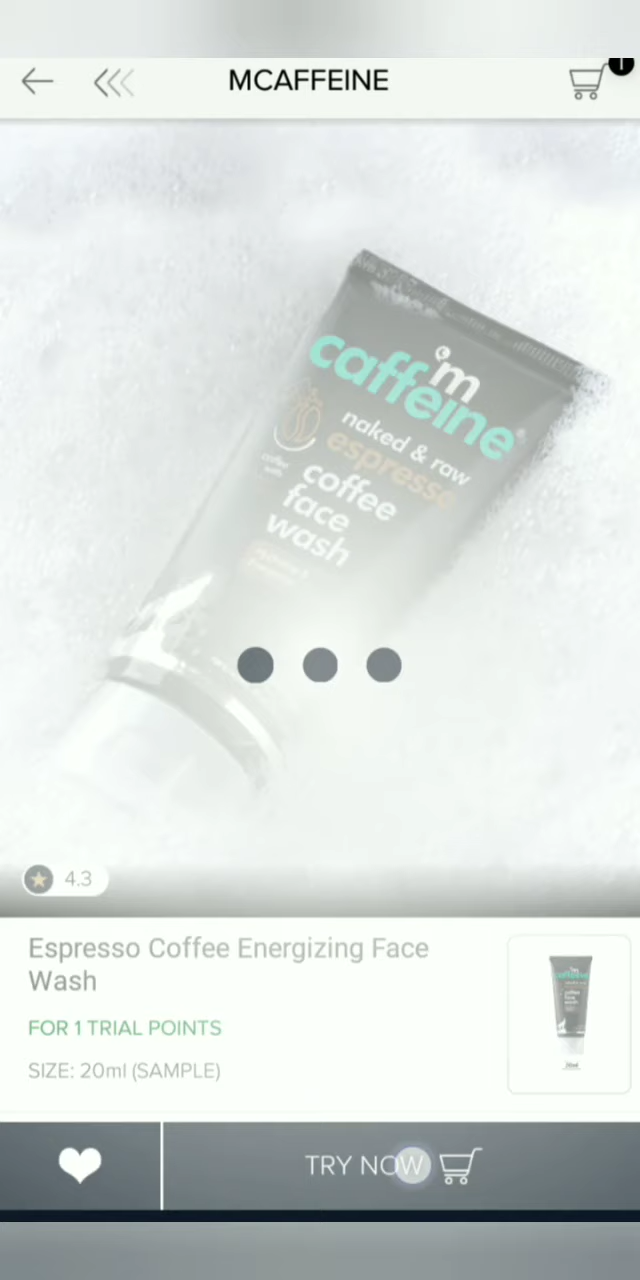 MCAFFEINE
1
m
caffeine
naked & raw
espresso
coffee
face
wash
4.3
Espresso Coffee Energizing Face
Wash
FOR 1 TRIAL POINTS
SIZE: 20ml (SAMPLE)
TRY NOW